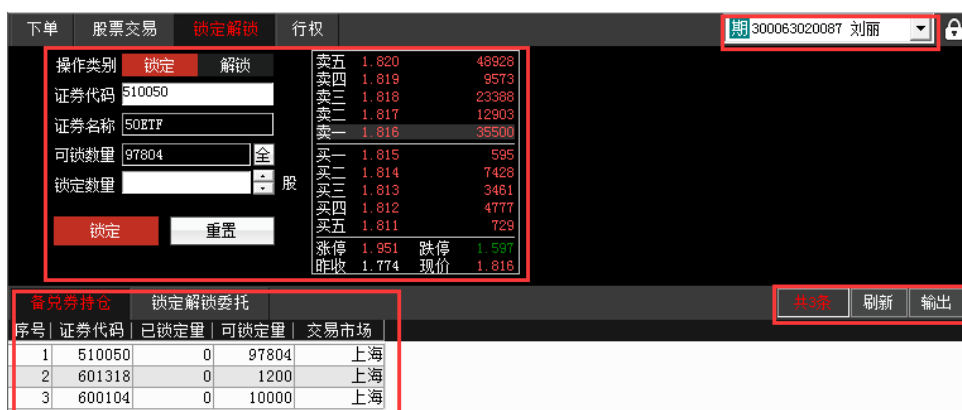 下单 股票交易 锁定解锁 行权 期 300063020087 刘丽
操作类别 锁定 解锁
证券代码 510050
证券名称 50ETF
可锁数量 97804 全
锁定数量 股
锁定 重置
卖五 1.820 48928
卖四 1.819 9573
卖三 1.818 23388
卖二 1.817 12903
卖一 1.816 35500
买一 1.815 595
买二 1.814 7428
买三 1.813 3461
买四 1.812 4777
买五 1.811 729
涨停 1.951 跌停 1.597
昨收 1.774 现价 1.816
备兑券持仓 锁定解锁委托 共3条 刷新 输出
序号 证券代码 已锁定量 可锁定量 交易市场
1 510050 0 97804 上海
2 601318 0 1200 上海
3 600104 0 10000 上海